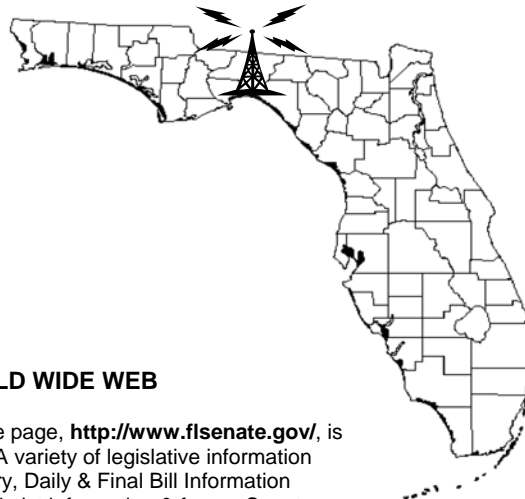 LD WIDE WEB
e page, http://www.flsenate.gov/, is
A variety of legislative information
ry, Daily & Final Bill Information